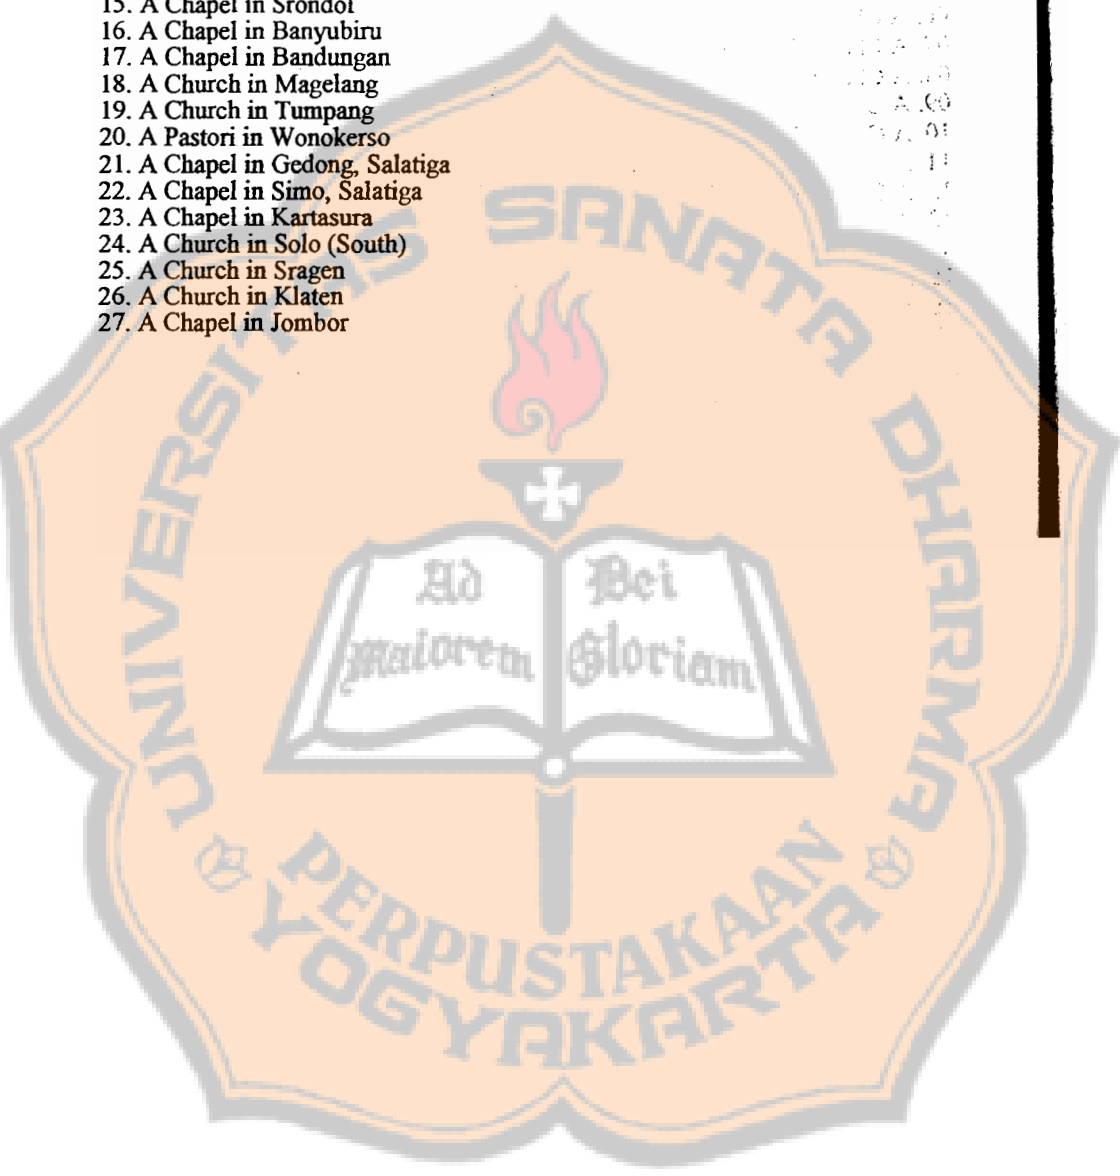 15. A Chapel in Srondol
16. A Chapel in Banyubiru
17. A Chapel in Bandungan
18. A Church in Magelang
19. A Church in Tumpang
20. A Pastori in Wonokerso
21. A Chapel in Gedong, Salatiga
22. A Chapel in Simo, Salatiga
23. A Chapel in Kartasura
24. A Church in Solo (South)
25. A Church in Sragen
26. A Church in Klaten
27. A Chapel in Jombor
UNIVERSITAS SANATA DHARMA
Ad Dei
Maiorem Gloriam
PERPUSTAKAAN
YOGYAKARTA